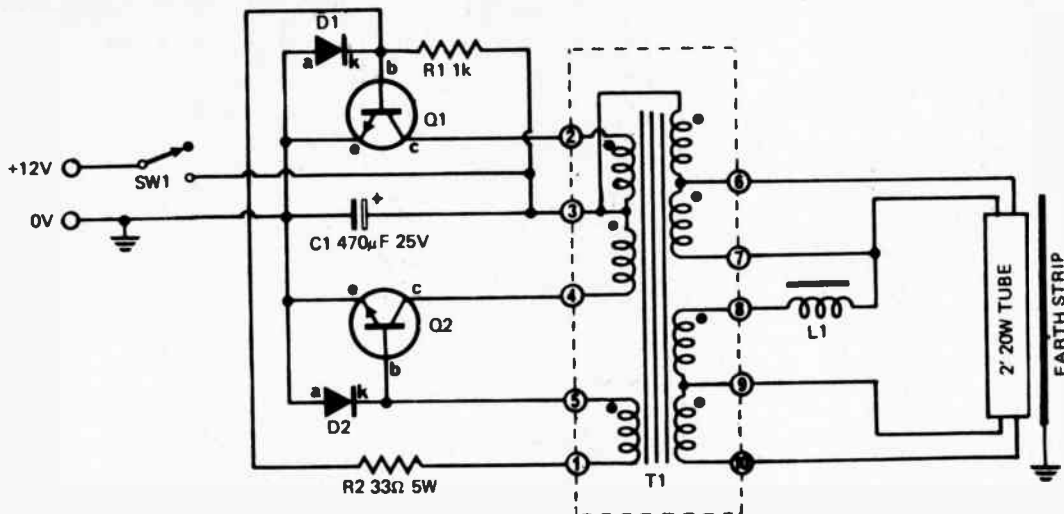 D1
a
k
b
R1 1k
Q1
e
c
+12V
SW1
0V
+
C1 470µF 25V
e
c
Q2
b
a
k
D2
R2 33Ω 5W
2
3
4
5
1
T1
6
7
8
9
10
L1
2' 20W TUBE
EARTH STRIP